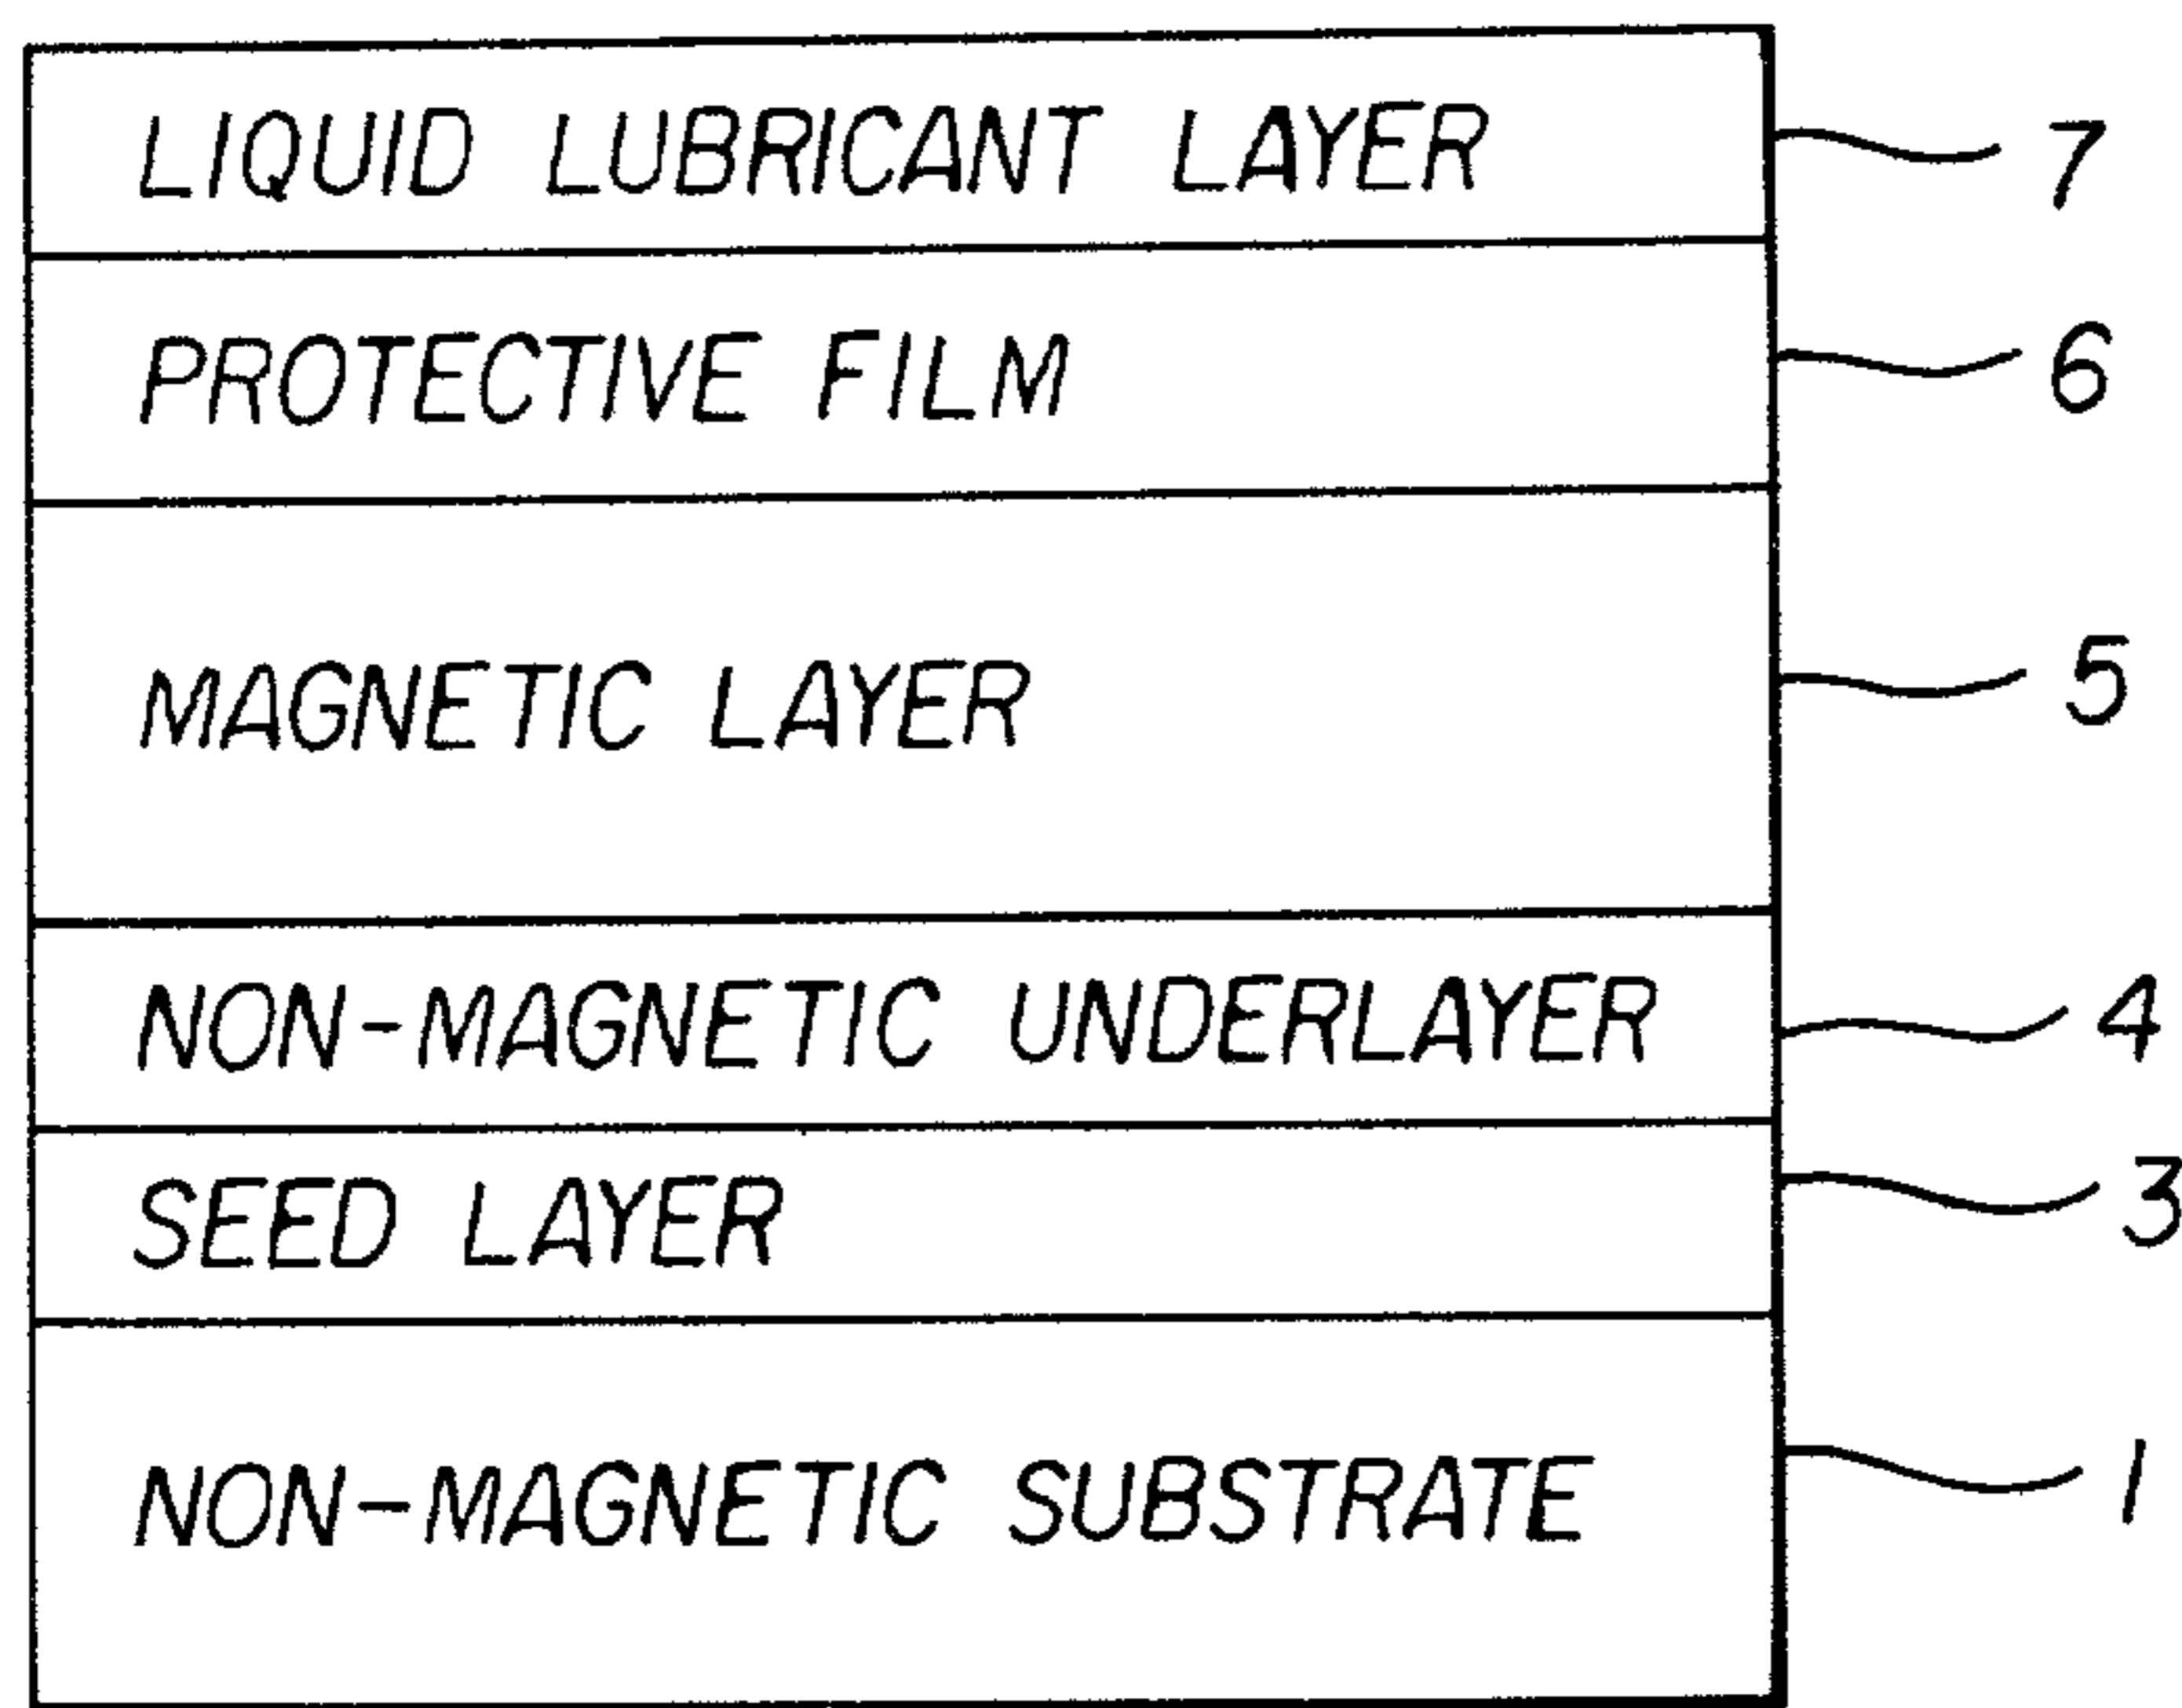 LIQUID LUBRICANT LAYER 7
PROTECTIVE FILM 6
MAGNETIC LAYER 5
NON-MAGNETIC UNDERLAYER 4
SEED LAYER 3
NON-MAGNETIC SUBSTRATE 1